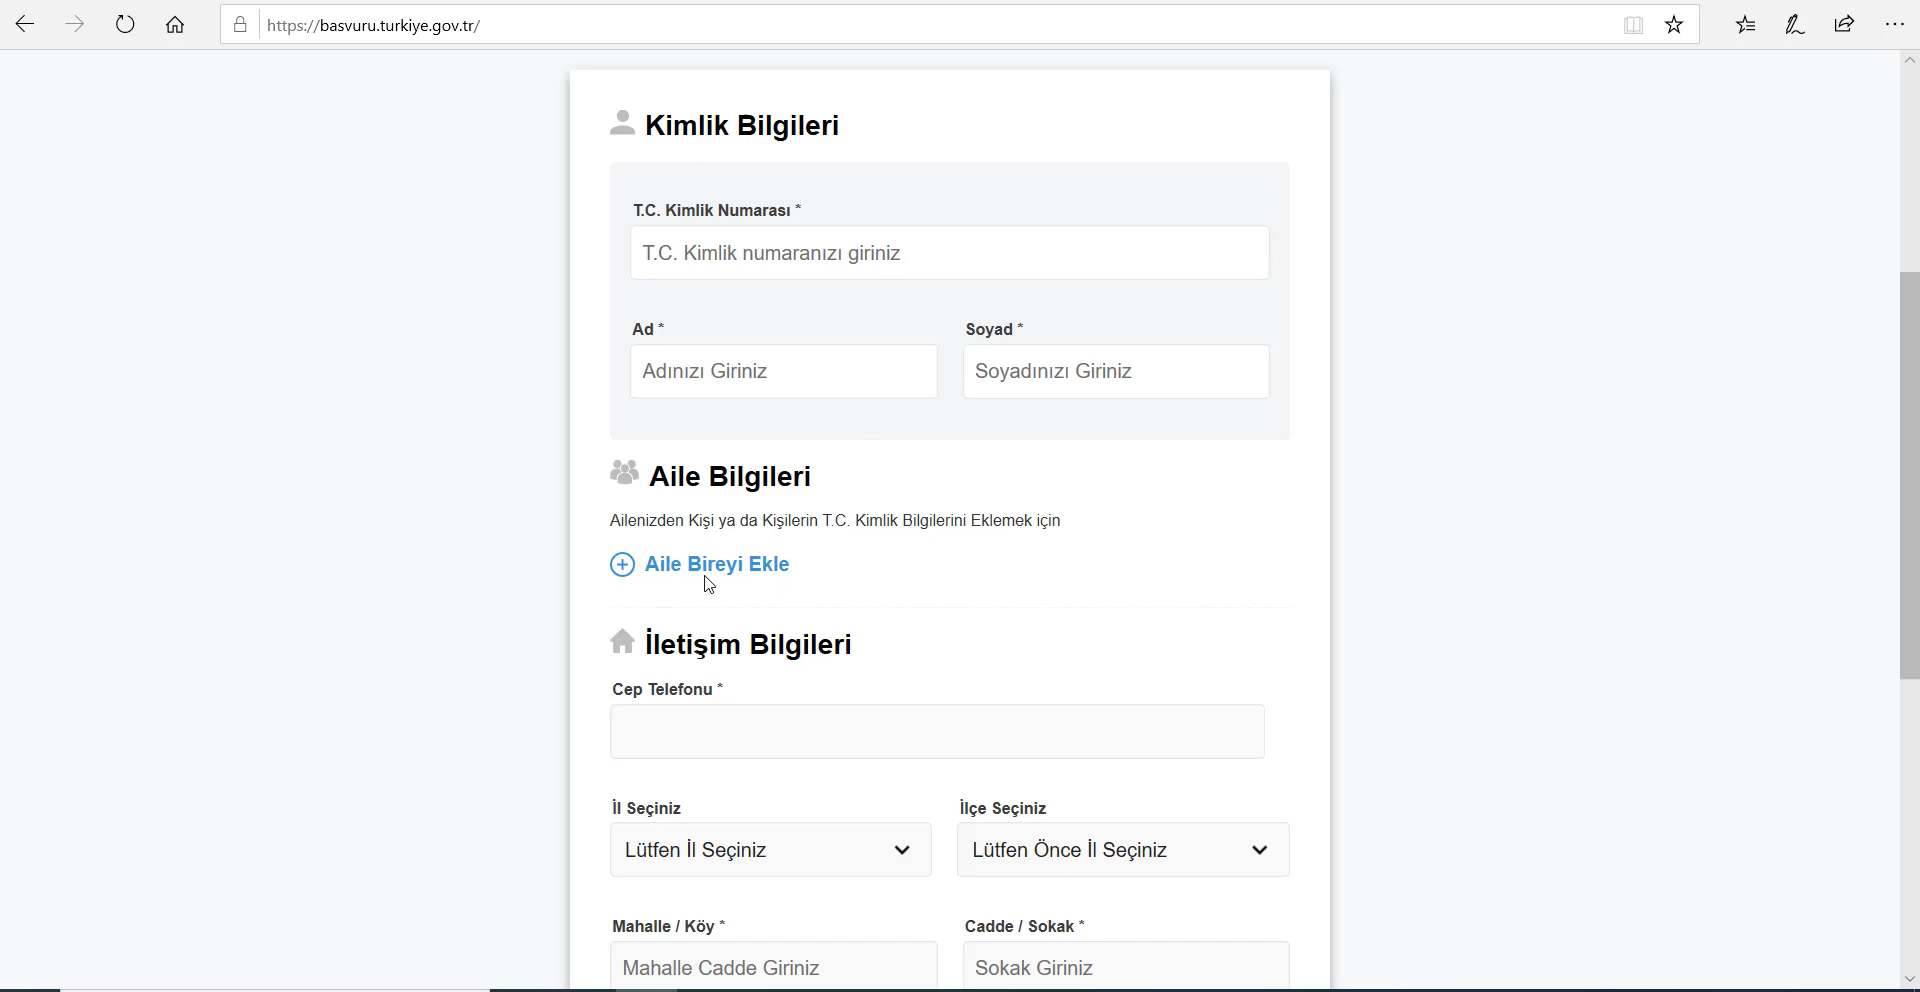 https://basvuru.turkiye.gov.tr/
Kimlik Bilgileri
T.C. Kimlik Numarası *
T.C. Kimlik numaranızı giriniz
Ad * Soyad *
Adınızı Giriniz Soyadınızı Giriniz
Aile Bilgileri
Ailenizden Kişi ya da Kişilerin T.C. Kimlik Bilgilerini Eklemek için
Aile Bireyi Ekle
İletişim Bilgileri
Cep Telefonu *
İl Seçiniz İlçe Seçiniz
Lütfen İl Seçiniz Lütfen Önce İl Seçiniz
Mahalle / Köy * Cadde / Sokak *
Mahalle Cadde Giriniz Sokak Giriniz